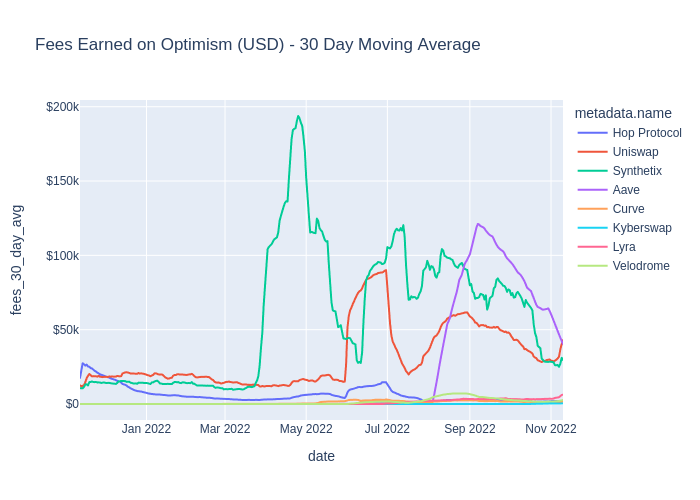 Fees Earned on Optimism (USD) - 30 Day Moving Average
metadata.name
Hop Protocol
Uniswap
Synthetix
Aave
Curve
Kyberswap
Lyra
Velodrome
fees_30_day_avg
$200k
$150k
$100k
$50k
$0
Jan 2022
Mar 2022
May 2022
Jul 2022
Sep 2022
Nov 2022
date